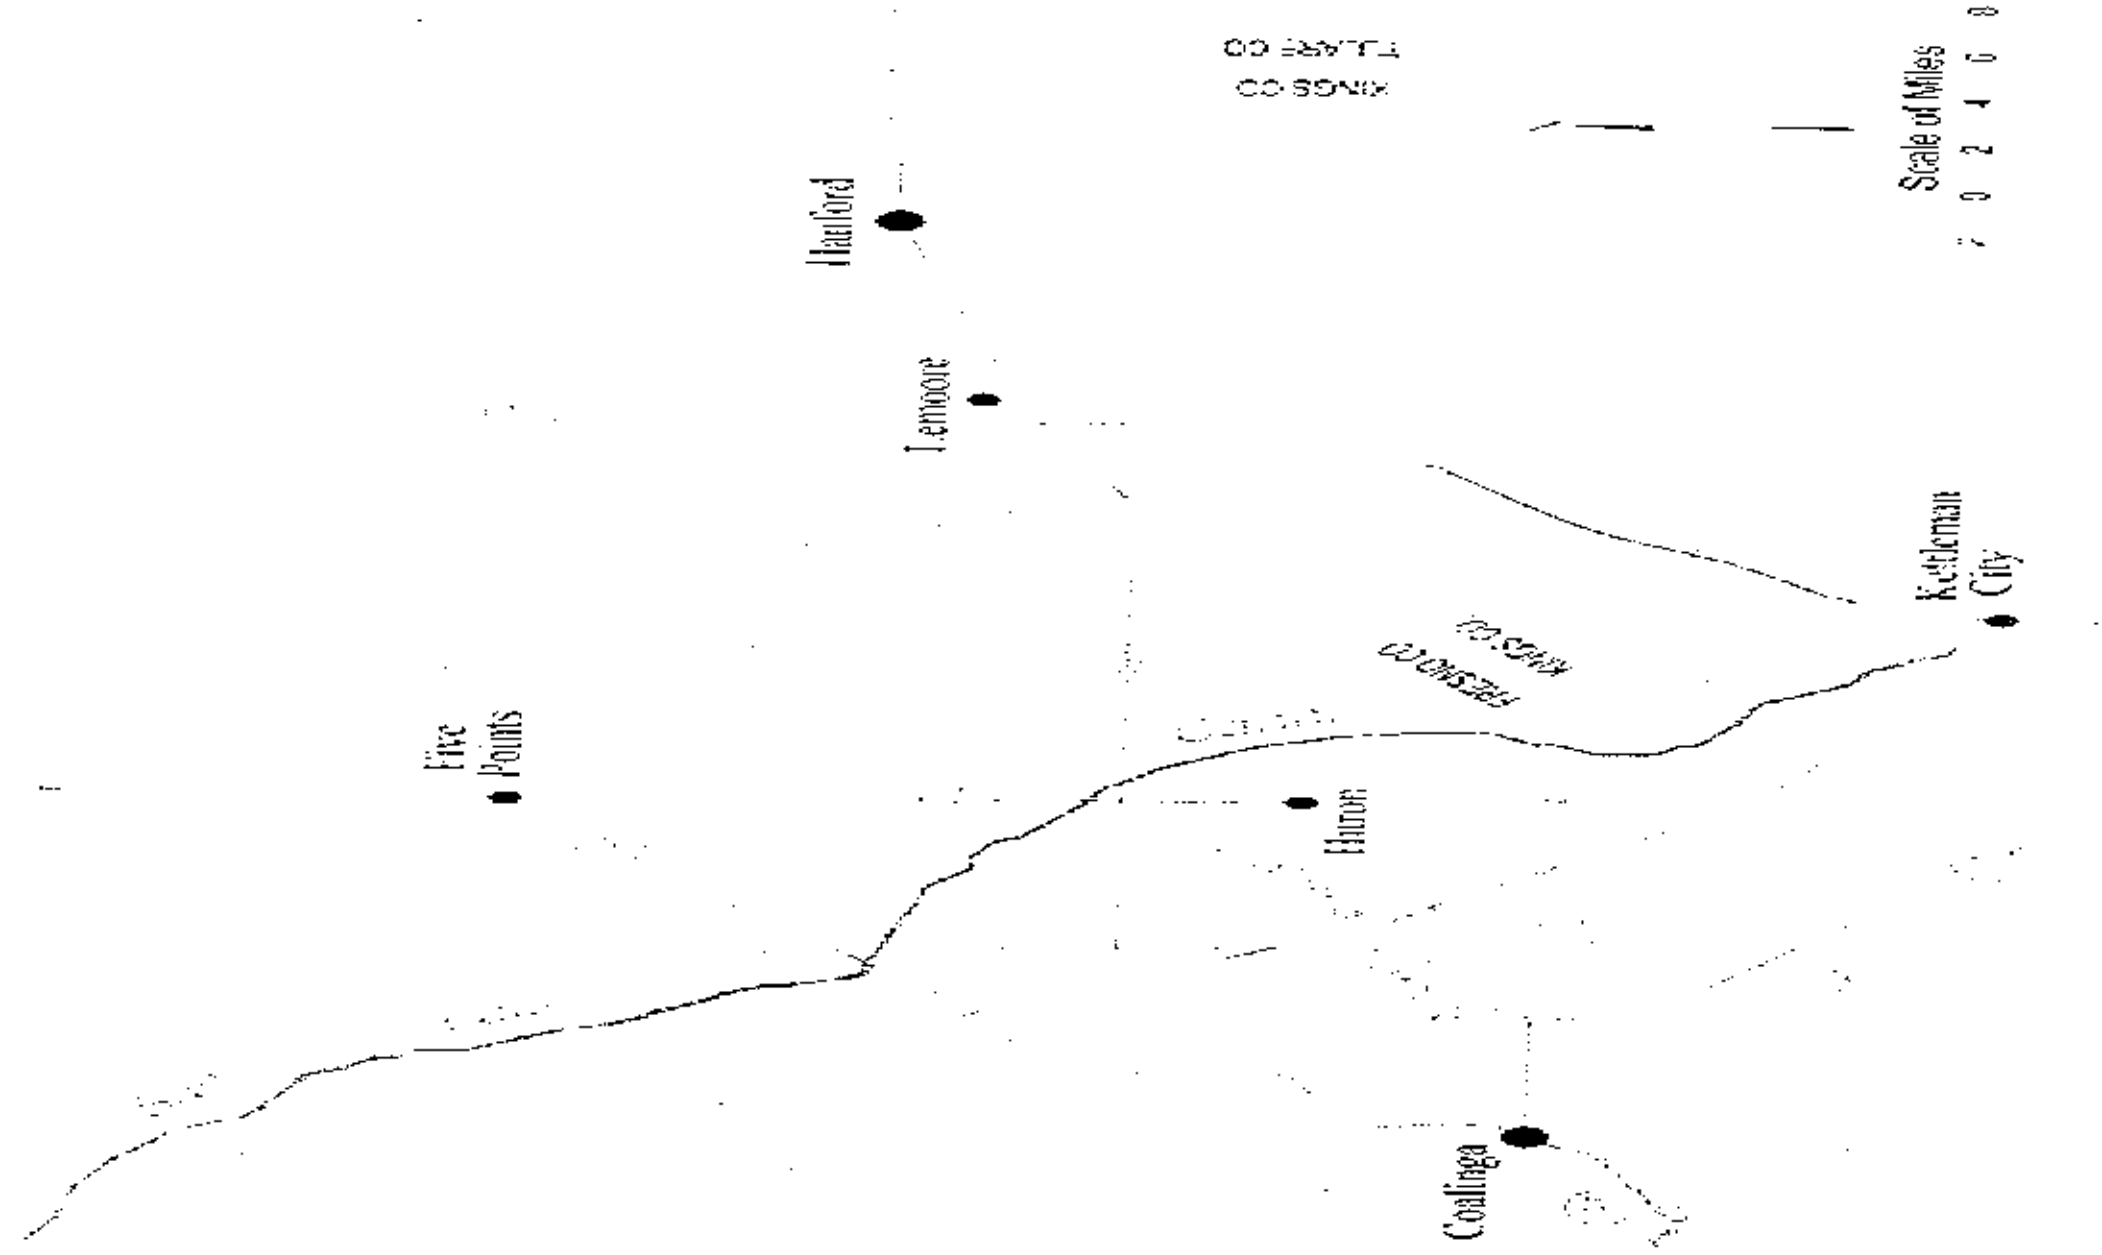 TULARE CO
KINGS CO
Scale of Miles
0 2 4 6 8
Hanford
Lemoore
Kettleman
City
KINGS CO
FRESNO CO
Five
Points
Huron
Coalinga